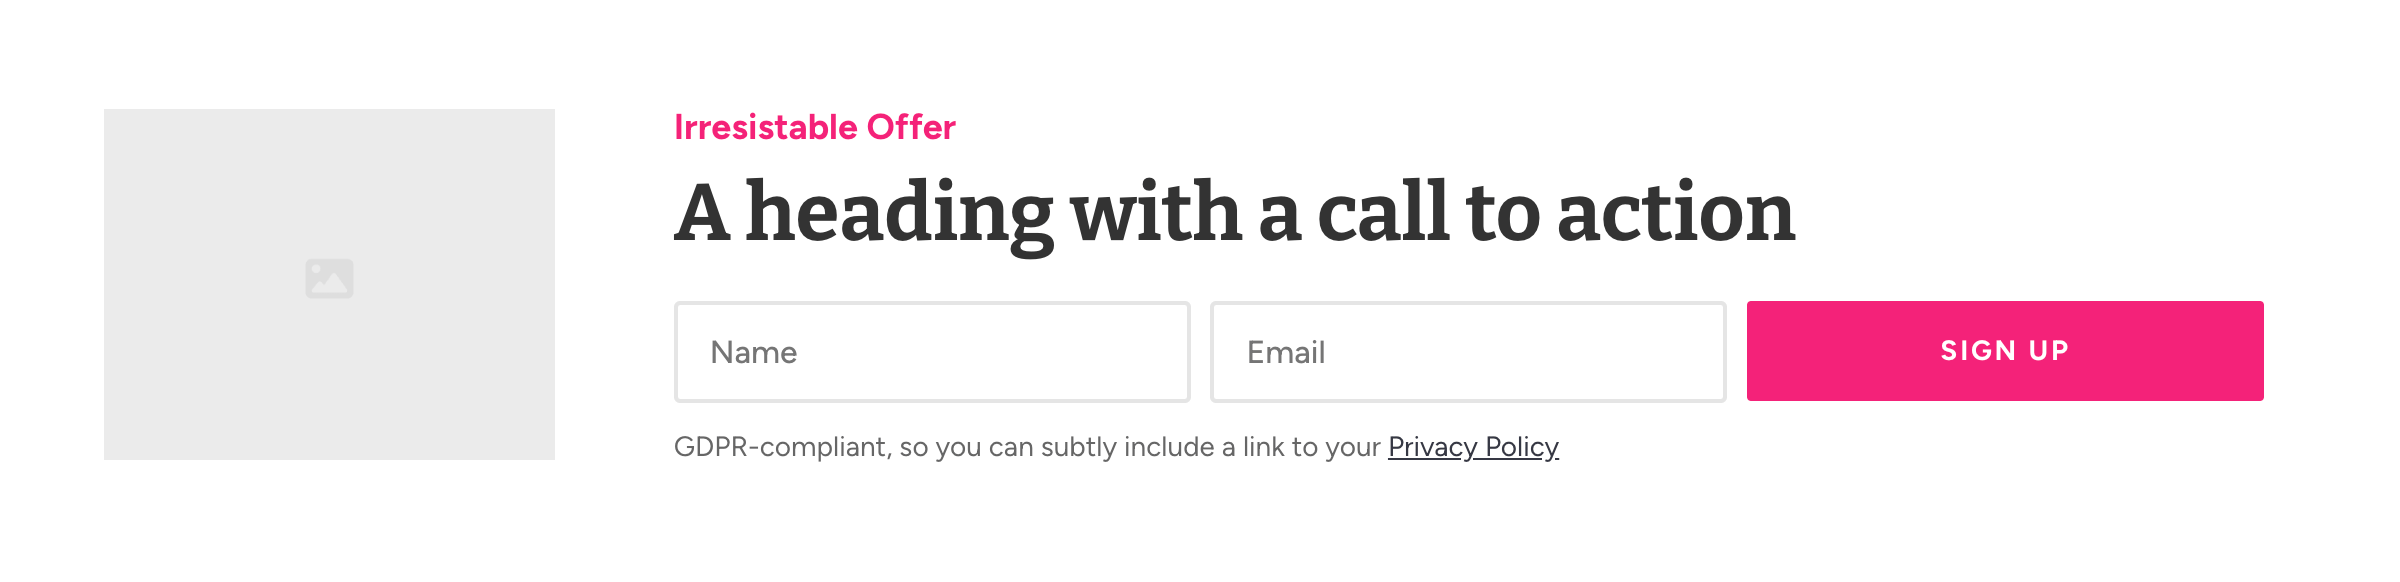 Irresistable Offer
A heading with a call to action
Name
Email
SIGN UP
GDPR-compliant, so you can subtly include a link to your Privacy Policy